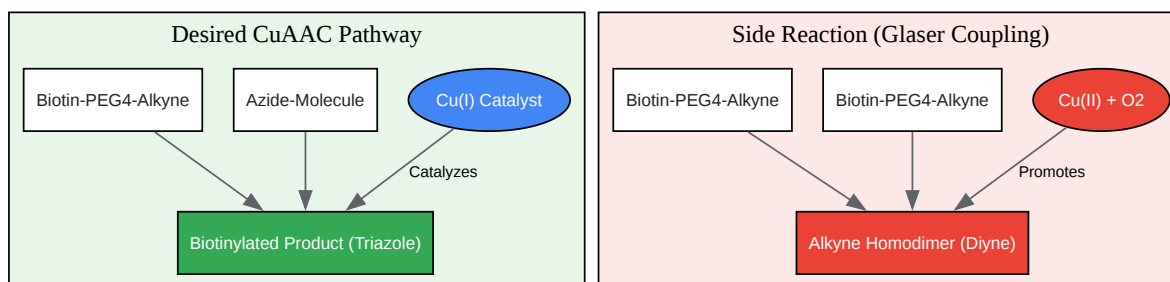 Desired CuAAC Pathway
Biotin-PEG4-Alkyne
Azide-Molecule
Cu(I) Catalyst
Catalyzes
Biotinylated Product (Triazole)
Side Reaction (Glaser Coupling)
Biotin-PEG4-Alkyne
Biotin-PEG4-Alkyne
Cu(II) + O2
Promotes
Alkyne Homodimer (Diyne)